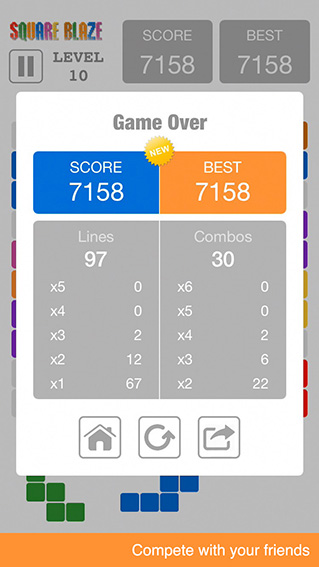 SQUARE BLAZE
LEVEL
10
SCORE
7158
BEST
7158
Game Over
NEW
SCORE
7158
BEST
7158
Lines
97
x5 0
x4 0
x3 2
x2 12
x1 67
Combos
30
x6 0
x5 0
x4 2
x3 6
x2 22
Compete with your friends